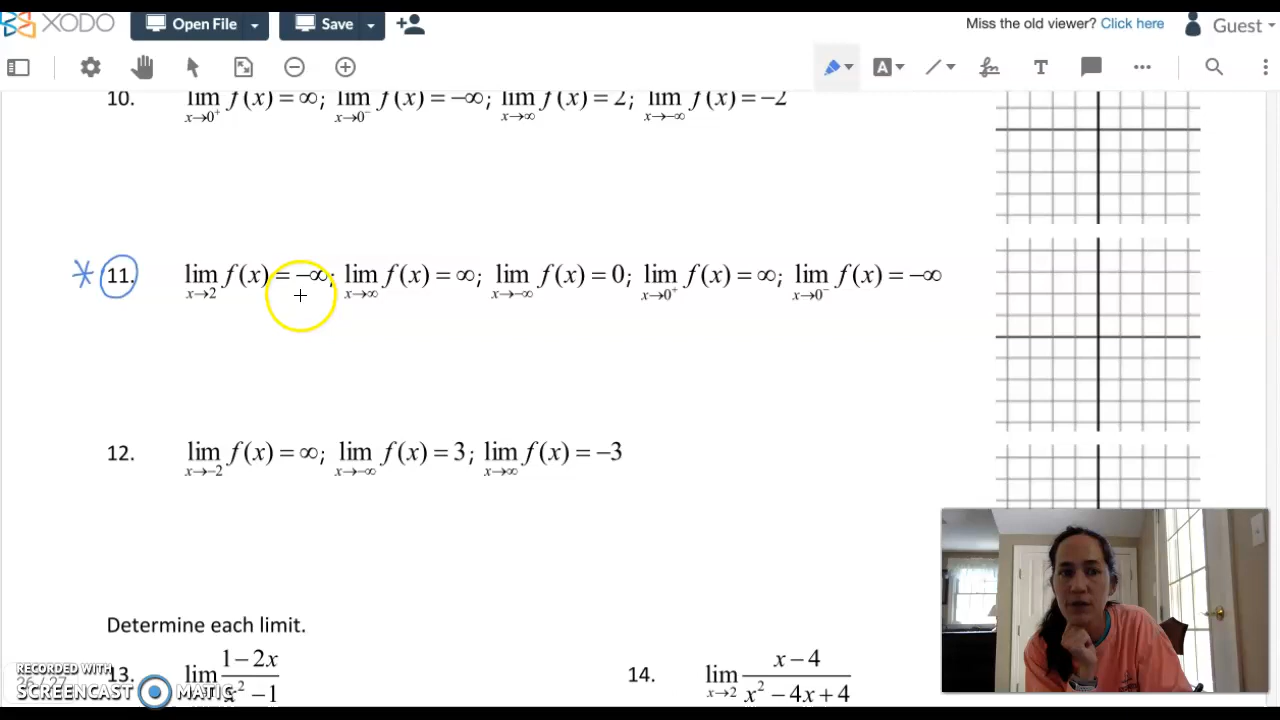 XODO Open File Save Miss the old viewer? Click here Guest
10. lim x→0⁺ f(x) = ∞; lim x→0⁻ f(x) = −∞; lim x→∞ f(x) = 2; lim x→−∞ f(x) = −2
11. lim x→2 f(x) = −∞; lim x→∞ f(x) = ∞; lim x→−∞ f(x) = 0; lim x→0⁺ f(x) = ∞; lim x→0⁻ f(x) = −∞
12. lim x→−2 f(x) = ∞; lim x→−∞ f(x) = 3; lim x→∞ f(x) = −3
Determine each limit.
13. lim (1 − 2x)/(x² − 1) 14. lim x→2 (x − 4)/(x² − 4x + 4)
RECORDED WITH
SCREENCAST MATIC